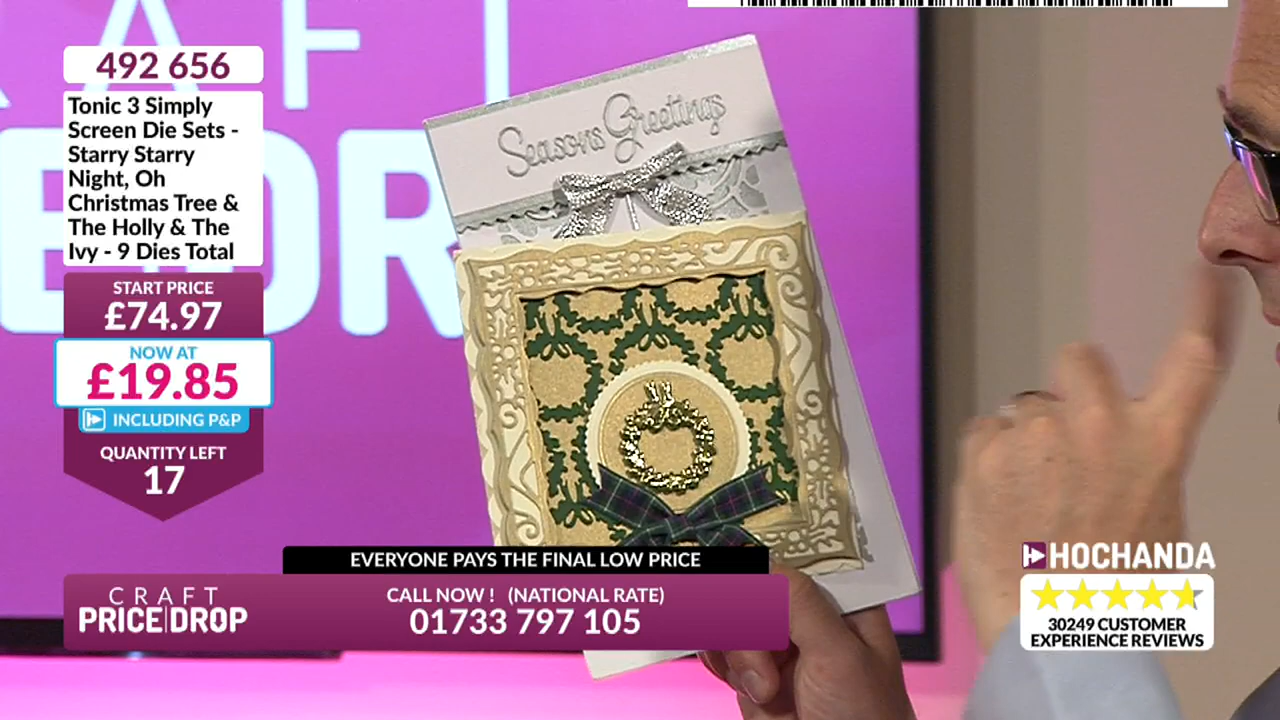 492 656
Tonic 3 Simply
Screen Die Sets -
Starry Starry
Night, Oh
Christmas Tree &
The Holly & The
Ivy - 9 Dies Total
START PRICE
£74.97
NOW AT
£19.85
INCLUDING P&P
QUANTITY LEFT
17
Seasons Greetings
EVERYONE PAYS THE FINAL LOW PRICE
CRAFT
PRICE DROP
CALL NOW ! (NATIONAL RATE)
01733 797 105
HOCHANDA
30249 CUSTOMER
EXPERIENCE REVIEWS